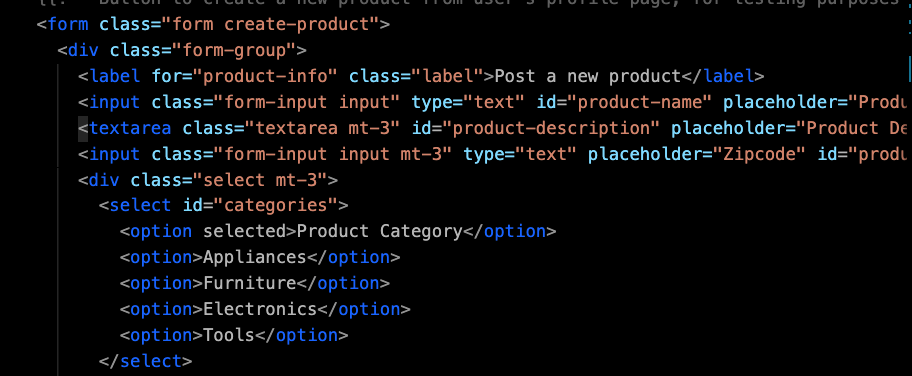 {{!-- Button to create a new product from user's profile page, for testing purposes
<form class="form create-product">
<div class="form-group">
<label for="product-info" class="label">Post a new product</label>
<input class="form-input input" type="text" id="product-name" placeholder="Produ
<textarea class="textarea mt-3" id="product-description" placeholder="Product De
<input class="form-input input mt-3" type="text" placeholder="Zipcode" id="produ
<div class="select mt-3">
<select id="categories">
<option selected>Product Category</option>
<option>Appliances</option>
<option>Furniture</option>
<option>Electronics</option>
<option>Tools</option>
</select>